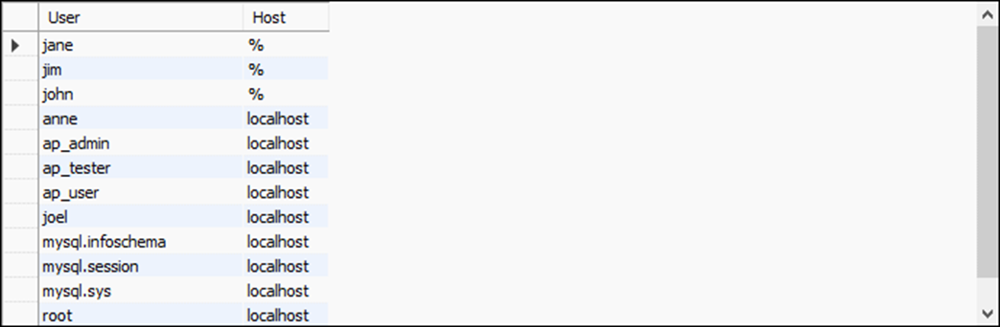 User Host
jane %
jim %
john %
anne localhost
ap_admin localhost
ap_tester localhost
ap_user localhost
joel localhost
mysql.infoschema localhost
mysql.session localhost
mysql.sys localhost
root localhost